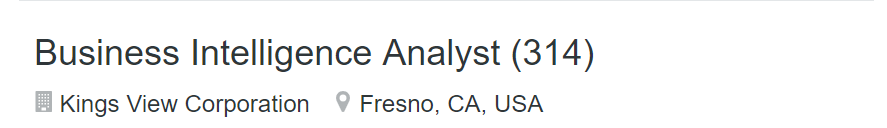 Business Intelligence Analyst (314)
Kings View Corporation Fresno, CA, USA